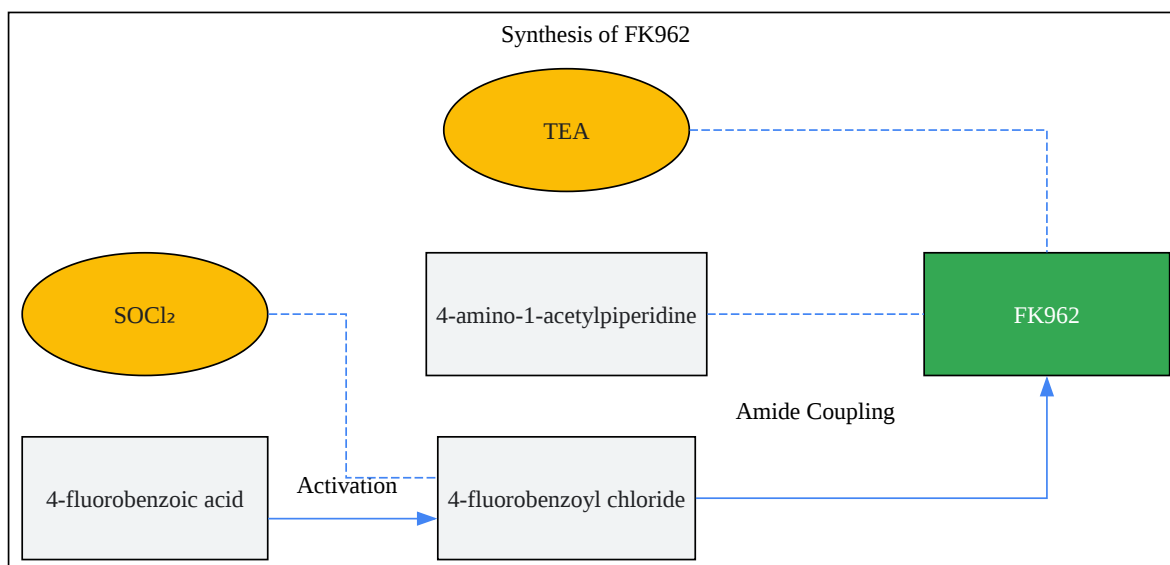 Synthesis of FK962
TEA
SOCl₂
4-amino-1-acetylpiperidine
FK962
Amide Coupling
4-fluorobenzoic acid
Activation
4-fluorobenzoyl chloride